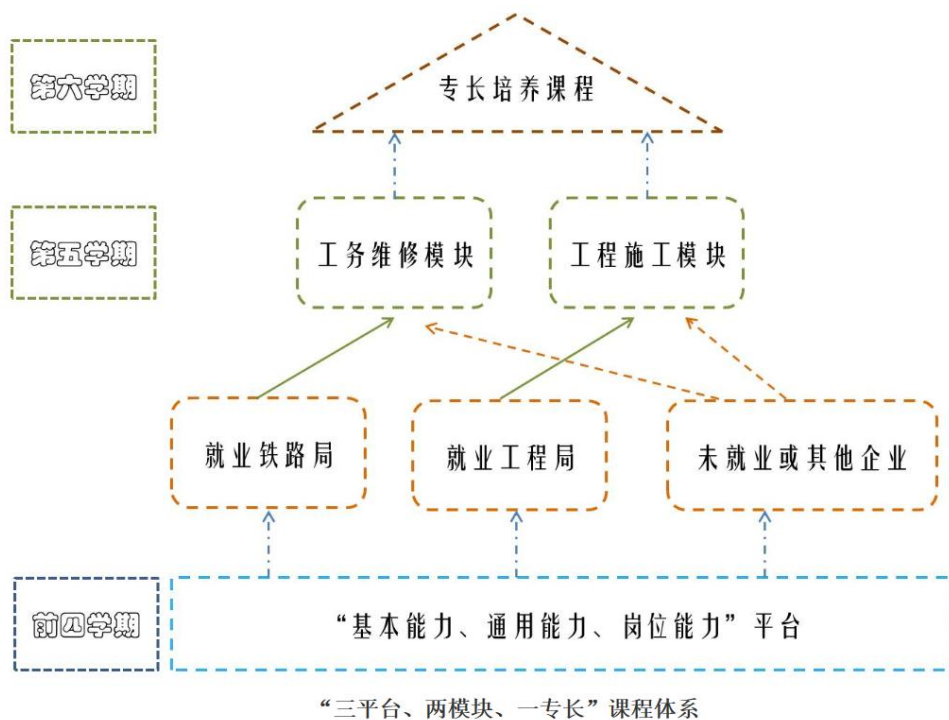 第六学期
专长培养课程
第五学期
工务维修模块
工程施工模块
就业铁路局
就业工程局
未就业或其他企业
前四学期
“基本能力、通用能力、岗位能力”平台
“三平台、两模块、一专长”课程体系